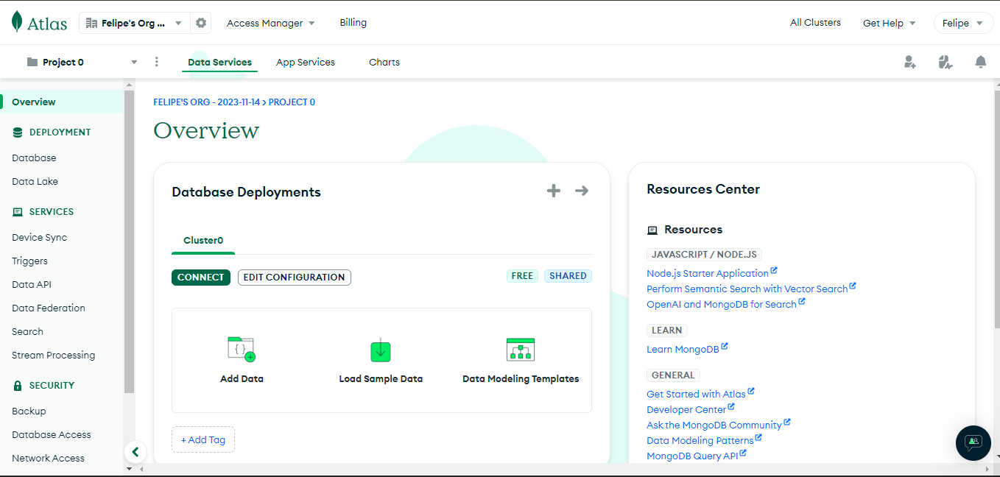 Atlas
Felipe's Org ...
Access Manager
Billing
All Clusters
Get Help
Felipe
Project 0
Data Services
App Services
Charts
Overview
DEPLOYMENT
Database
Data Lake
SERVICES
Device Sync
Triggers
Data API
Data Federation
Search
Stream Processing
SECURITY
Backup
Database Access
Network Access
FELIPE'S ORG - 2023-11-14 > PROJECT 0
Overview
Database Deployments
Cluster0
CONNECT
EDIT CONFIGURATION
FREE
SHARED
{ }
Add Data
Load Sample Data
Data Modeling Templates
+ Add Tag
Resources Center
Resources
JAVASCRIPT / NODE.JS
Node.js Starter Application
Perform Semantic Search with Vector Search
OpenAI and MongoDB for Search
LEARN
Learn MongoDB
GENERAL
Get Started with Atlas
Developer Center
Ask the MongoDB Community
Data Modeling Patterns
MongoDB Query API